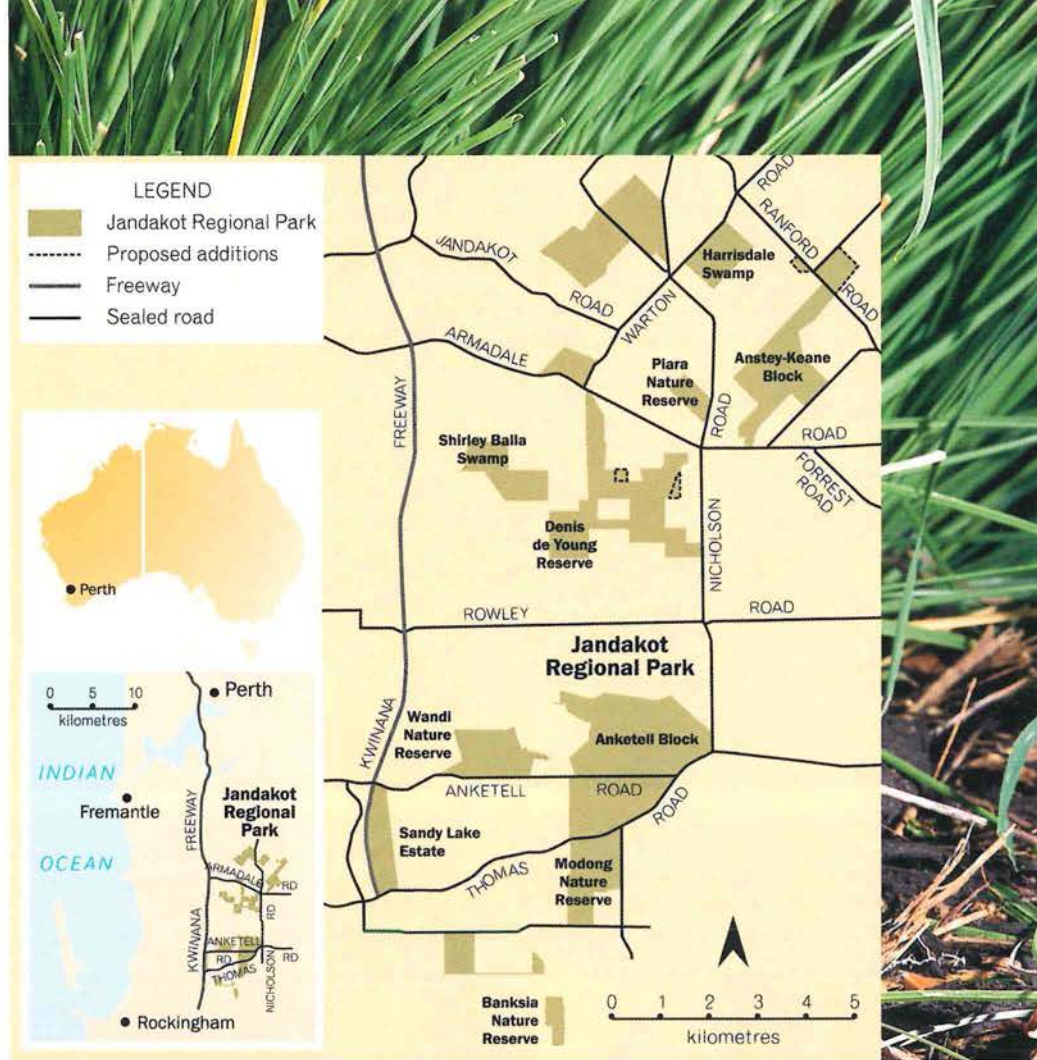 LEGEND
Jandakot Regional Park
Proposed additions
Freeway
Sealed road
ROAD
RANFORD
ROAD
JANDAKOT
ROAD
Harrisdale
Swamp
WARTON
ARMADALE
Piara
Nature
Reserve
Anstey-Keane
Block
ROAD
ROAD
FORREST
ROAD
FREEWAY
Shirley Balla
Swamp
Denis
de Young
Reserve
NICHOLSON
ROWLEY
ROAD
Jandakot
Regional Park
KWINANA
Wandi
Nature
Reserve
Anketell Block
ANKETELL
ROAD
ROAD
Sandy Lake
Estate
THOMAS
Modong
Nature
Reserve
Banksia
Nature
Reserve
0 1 2 3 4 5
kilometres
Perth
0 5 10
kilometres
Perth
INDIAN
OCEAN
Fremantle
FREEWAY
Jandakot
Regional
Park
ARMADALE
RD
RD
KWINANA
ANKETELL
RD
RD
THOMAS
NICHOLSON
Rockingham